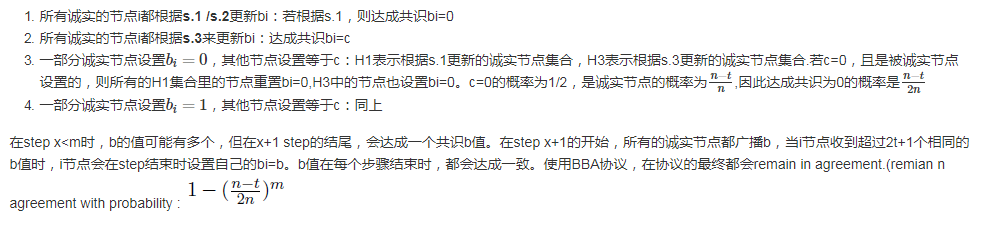 1. 所有诚实的节点i都根据s.1 /s.2更新bi：若根据s.1，则达成共识bi=0
2. 所有诚实的节点i都根据s.3来更新bi：达成共识bi=c
3. 一部分诚实节点设置b_i = 0，其他节点设置等于c：H1表示根据s.1更新的诚实节点集合，H3表示根据s.3更新的诚实节点集合.若c=0，且是被诚实节点
设置的，则所有的H1集合里的节点重置bi=0,H3中的节点也设置bi=0。c=0的概率为1/2，是诚实节点的概率为\frac{n-t}{n},因此达成共识为0的概率是\frac{n-t}{2n}
4. 一部分诚实节点设置b_i = 1，其他节点设置等于c：同上
在step x<m时，b的值可能有多个，但在x+1 step的结尾，会达成一个共识b值。在step x+1的开始，所有的诚实节点都广播b，当i节点收到超过2t+1个相同的
b值时，i节点会在step结束时设置自己的bi=b。b值在每个步骤结束时，都会达成一致。使用BBA协议，在协议的最终都会remain in agreement.(remian n
agreement with probability : 1 - (\frac{n-t}{2n})^m